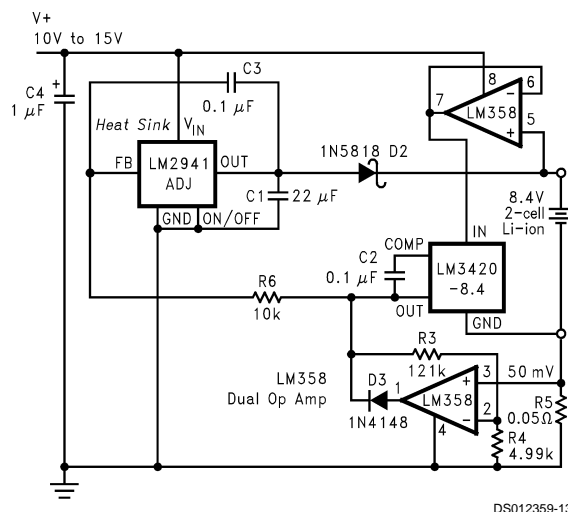 V+
10V to 15V
C4
+
1 μF
C3
0.1 μF
Heat Sink
VIN
FB
LM2941
ADJ
OUT
GND
ON/OFF
C1
22 μF
1N5818 D2
7
8
6
5
−
+
LM358
8.4V
2-cell
Li-ion
IN
COMP
C2
0.1 μF
LM3420
-8.4
OUT
GND
R6
10k
R3
121k
LM358
Dual Op Amp
D3
1N4148
1
LM358
+
−
3
2
4
50 mV
R5
0.05Ω
R4
4.99k
DS012359-13